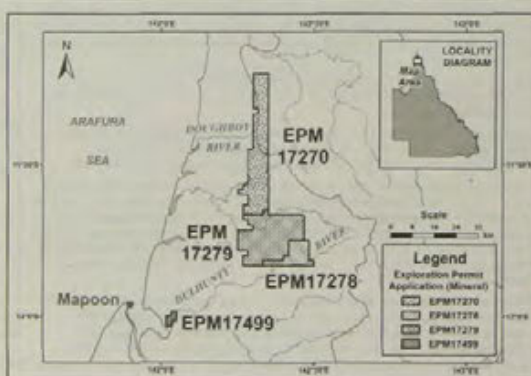 N
ARAFURA
SEA
DOUGHBOY
RIVER
EPM
17270
EPM
17279
RIVER
EPM17278
Mapoon
EPM17499
LOCALITY
DIAGRAM
Map
Area
Scale
km
Legend
Exploration Permit
Application (Mineral)
EPM17270
EPM17278
EPM17279
EPM17499